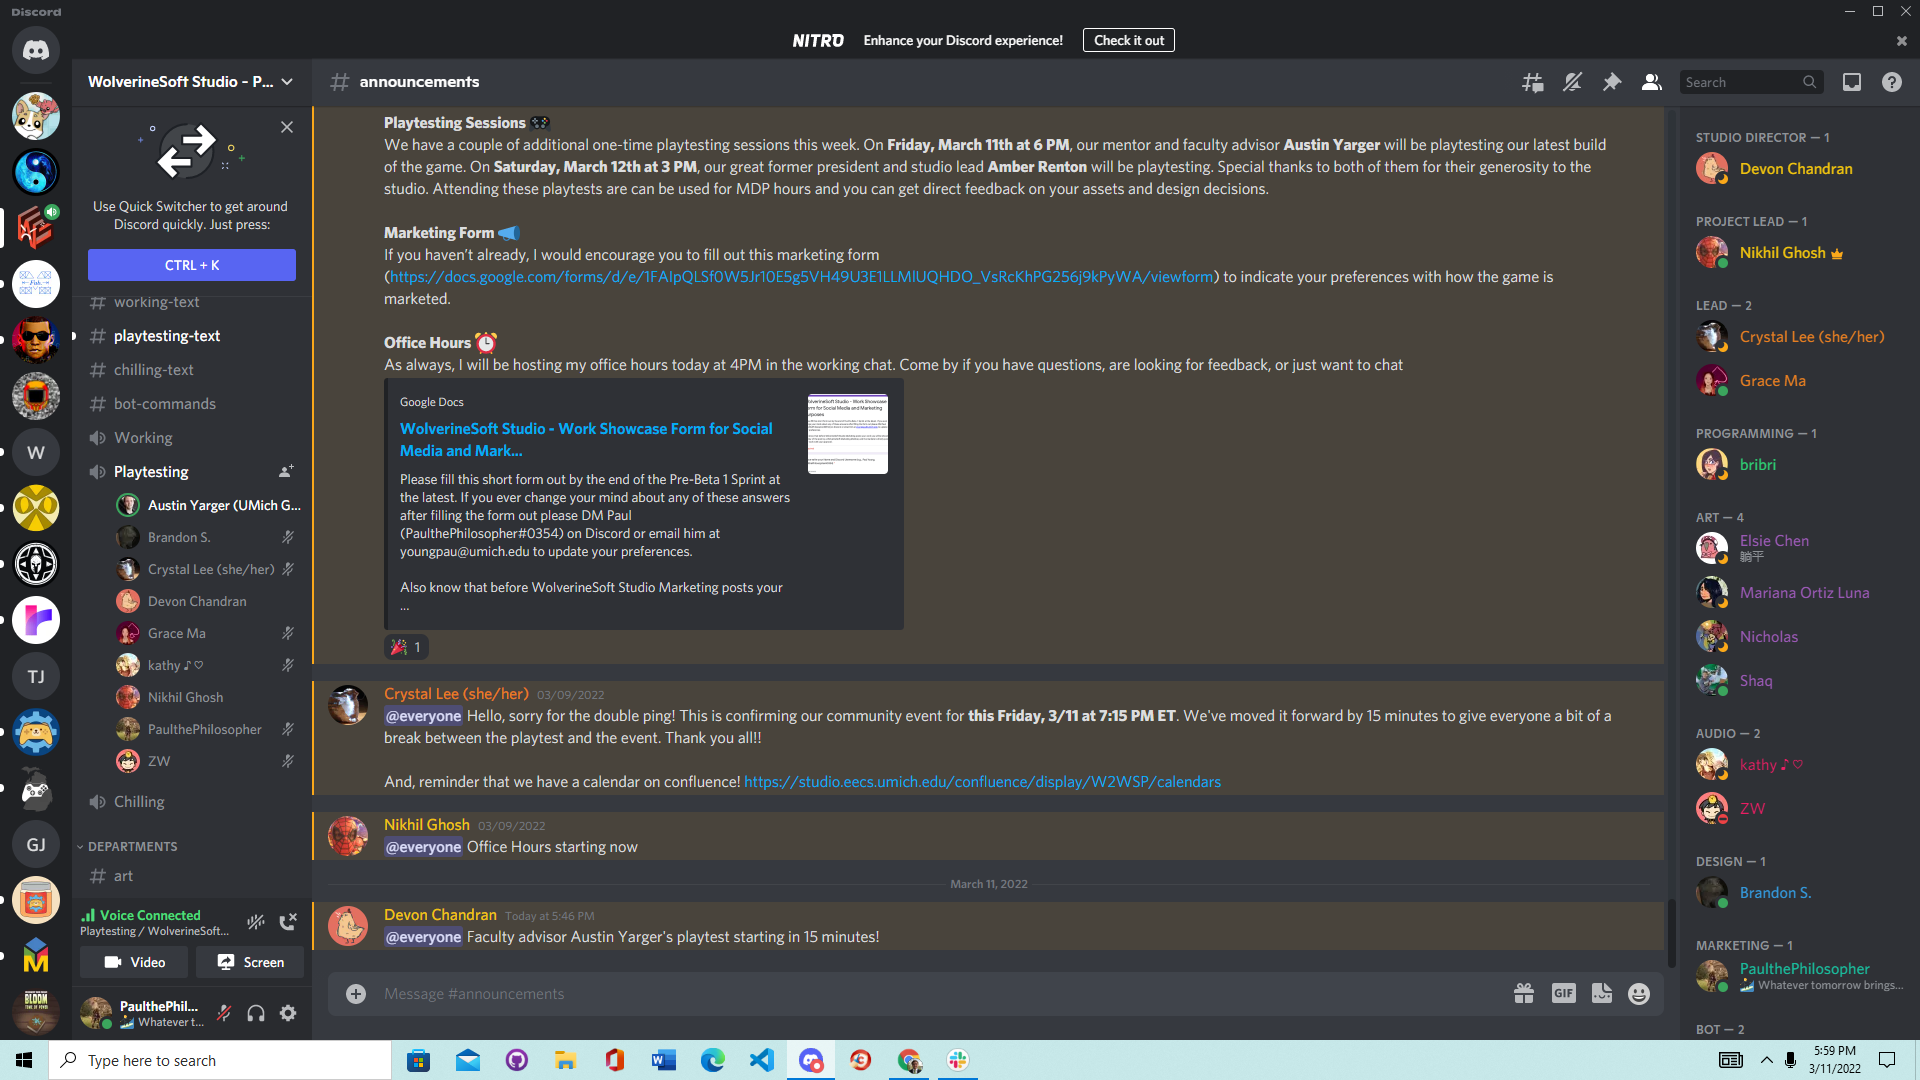 Discord
NITRO Enhance your Discord experience! Check it out
WolverineSoft Studio - P...
# announcements
Search
Use Quick Switcher to get around
Discord quickly. Just press:
CTRL + K
working-text
playtesting-text
chilling-text
bot-commands
Working
Playtesting
Austin Yarger (UMich G...
Brandon S.
Crystal Lee (she/her)
Devon Chandran
Grace Ma
kathy ♪ ♡
Nikhil Ghosh
PaulthePhilosopher
ZW
Chilling
DEPARTMENTS
art
Voice Connected
Playtesting / WolverineSoft...
Video
Screen
PaulthePhil...
Whatever t...
W
TJ
GJ
BLOOM
Playtesting Sessions 🎮
We have a couple of additional one-time playtesting sessions this week. On Friday, March 11th at 6 PM, our mentor and faculty advisor Austin Yarger will be playtesting our latest build
of the game. On Saturday, March 12th at 3 PM, our great former president and studio lead Amber Renton will be playtesting. Special thanks to both of them for their generosity to the
studio. Attending these playtests are can be used for MDP hours and you can get direct feedback on your assets and design decisions.
Marketing Form 📣
If you haven't already, I would encourage you to fill out this marketing form
(https://docs.google.com/forms/d/e/1FAIpQLSf0W5Jr10E5g5VH49U3E1LLMlUQHDO_VsRcKhPG256j9kPyWA/viewform) to indicate your preferences with how the game is
marketed.
Office Hours ⏰
As always, I will be hosting my office hours today at 4PM in the working chat. Come by if you have questions, are looking for feedback, or just want to chat
Google Docs
WolverineSoft Studio - Work Showcase Form for Social
Media and Mark...
Please fill this short form out by the end of the Pre-Beta 1 Sprint at
the latest. If you ever change your mind about any of these answers
after filling the form out please DM Paul
(PaulthePhilosopher#0354) on Discord or email him at
youngpau@umich.edu to update your preferences.
Also know that before WolverineSoft Studio Marketing posts your
...
🎉 1
Crystal Lee (she/her) 03/09/2022
@everyone Hello, sorry for the double ping! This is confirming our community event for this Friday, 3/11 at 7:15 PM ET. We've moved it forward by 15 minutes to give everyone a bit of a
break between the playtest and the event. Thank you all!!
And, reminder that we have a calendar on confluence! https://studio.eecs.umich.edu/confluence/display/W2WSP/calendars
Nikhil Ghosh 03/09/2022
@everyone Office Hours starting now
March 11, 2022
Devon Chandran Today at 5:46 PM
@everyone Faculty advisor Austin Yarger's playtest starting in 15 minutes!
Message #announcements
GIF
STUDIO DIRECTOR — 1
Devon Chandran
PROJECT LEAD — 1
Nikhil Ghosh
LEAD — 2
Crystal Lee (she/her)
Grace Ma
PROGRAMMING — 1
bribri
ART — 4
Elsie Chen
躺平
Mariana Ortiz Luna
Nicholas
Shaq
AUDIO — 2
kathy ♪ ♡
ZW
DESIGN — 1
Brandon S.
MARKETING — 1
PaulthePhilosopher
Whatever tomorrow brings...
BOT — 2
Type here to search
5:59 PM
3/11/2022